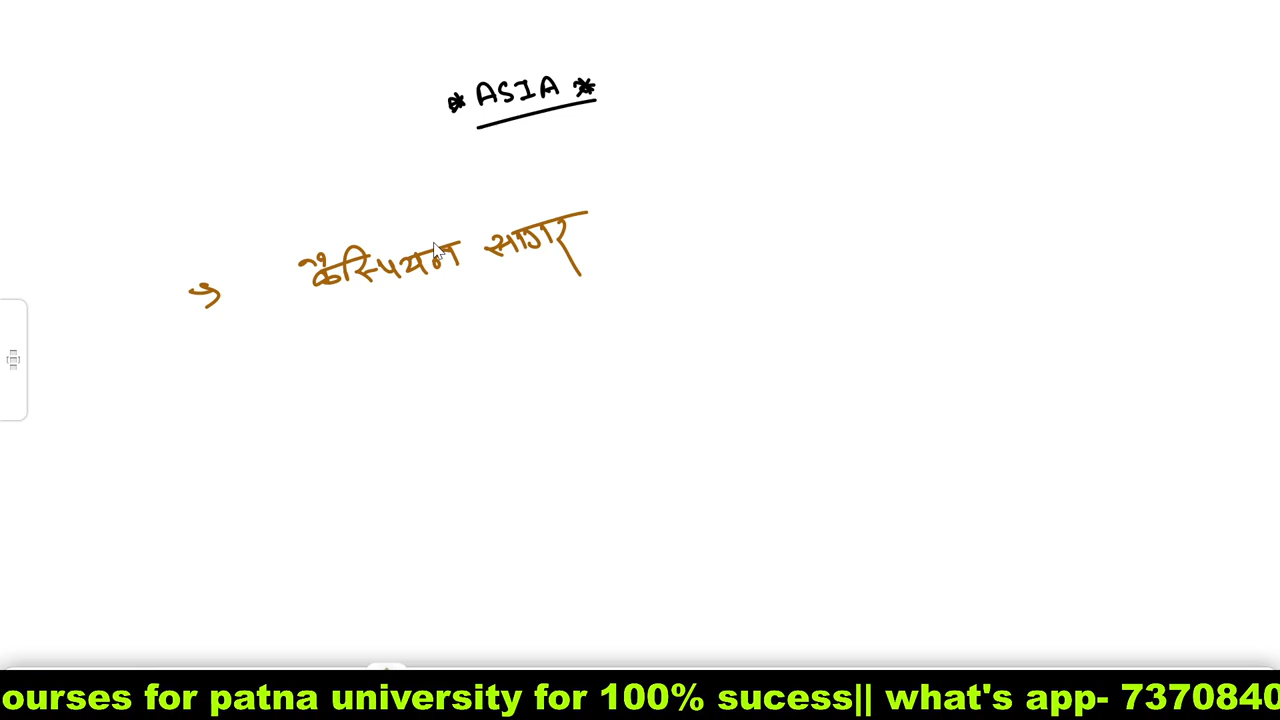 * ASIA *
→ कैस्पियन सागर
ourses for patna university for 100% sucess|| what's app- 7370840